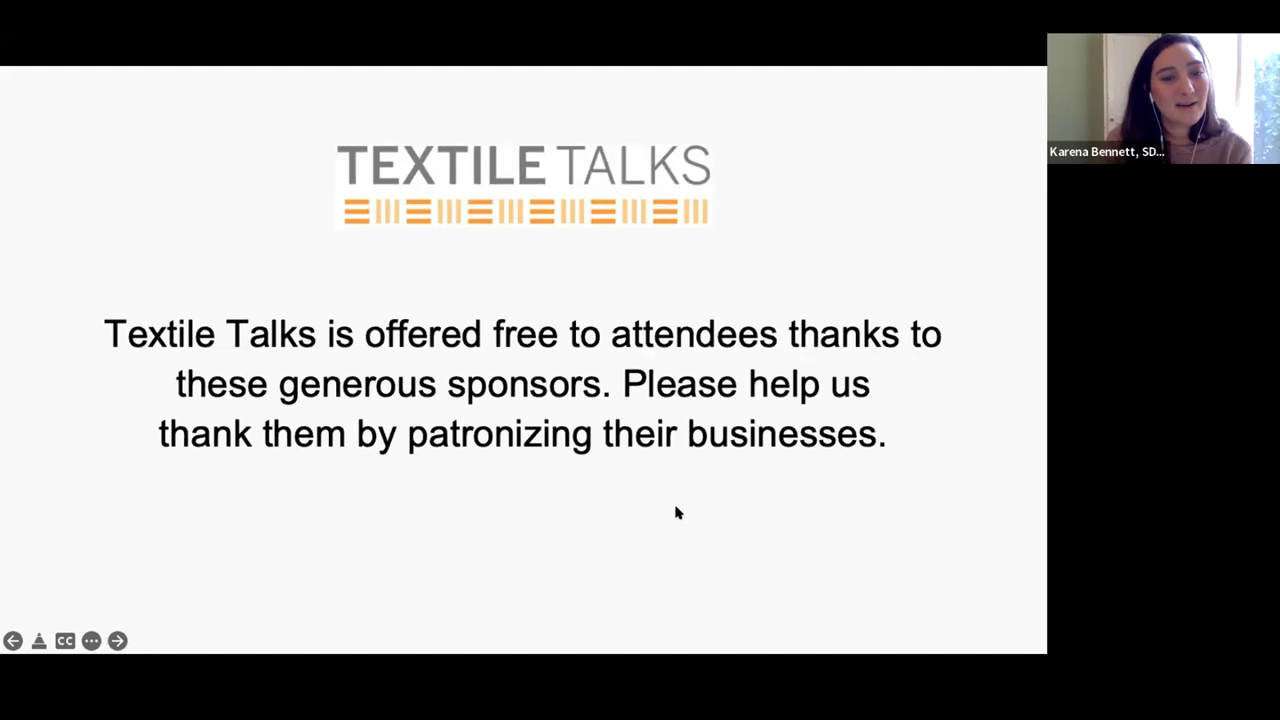 TEXTILE TALKS
Textile Talks is offered free to attendees thanks to
these generous sponsors. Please help us
thank them by patronizing their businesses.
Karena Bennett, SD...
CC